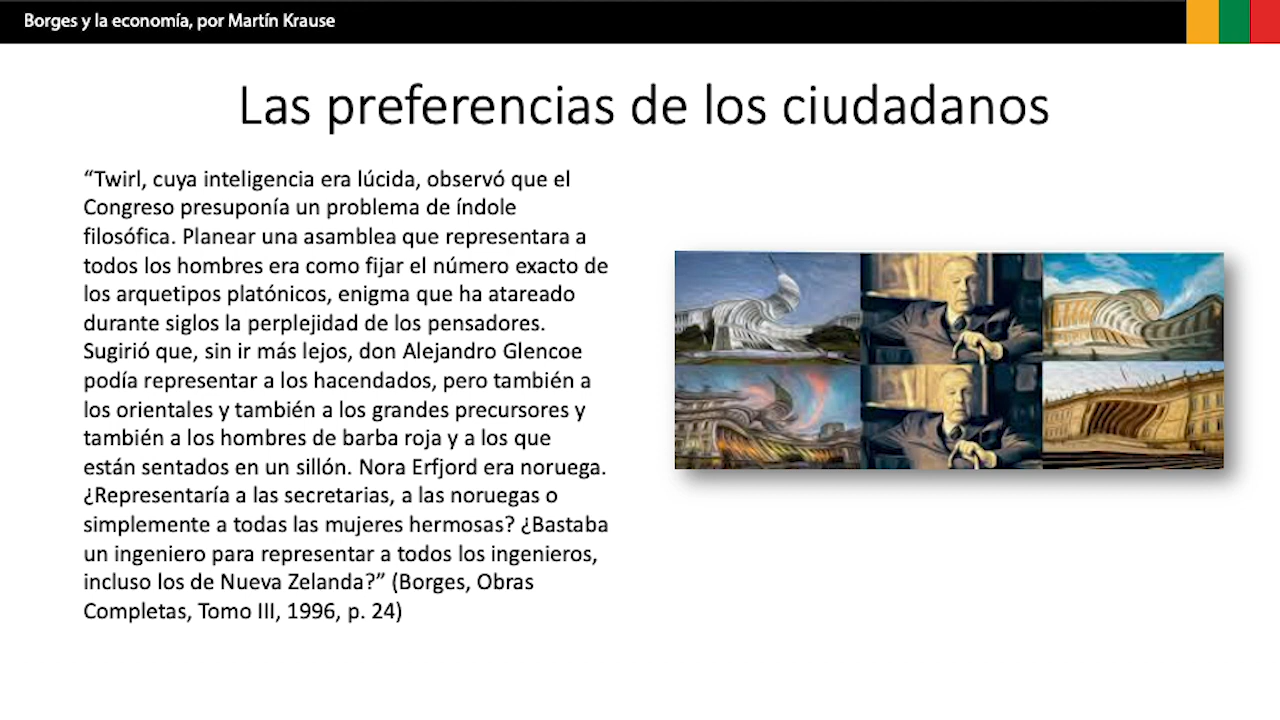 Borges y la economía, por Martín Krause
Las preferencias de los ciudadanos
“Twirl, cuya inteligencia era lúcida, observó que el
Congreso presuponía un problema de índole
filosófica. Planear una asamblea que representara a
todos los hombres era como fijar el número exacto de
los arquetipos platónicos, enigma que ha atareado
durante siglos la perplejidad de los pensadores.
Sugirió que, sin ir más lejos, don Alejandro Glencoe
podía representar a los hacendados, pero también a
los orientales y también a los grandes precursores y
también a los hombres de barba roja y a los que
están sentados en un sillón. Nora Erfjord era noruega.
¿Representaría a las secretarias, a las noruegas o
simplemente a todas las mujeres hermosas? ¿Bastaba
un ingeniero para representar a todos los ingenieros,
incluso los de Nueva Zelanda?” (Borges, Obras
Completas, Tomo III, 1996, p. 24)